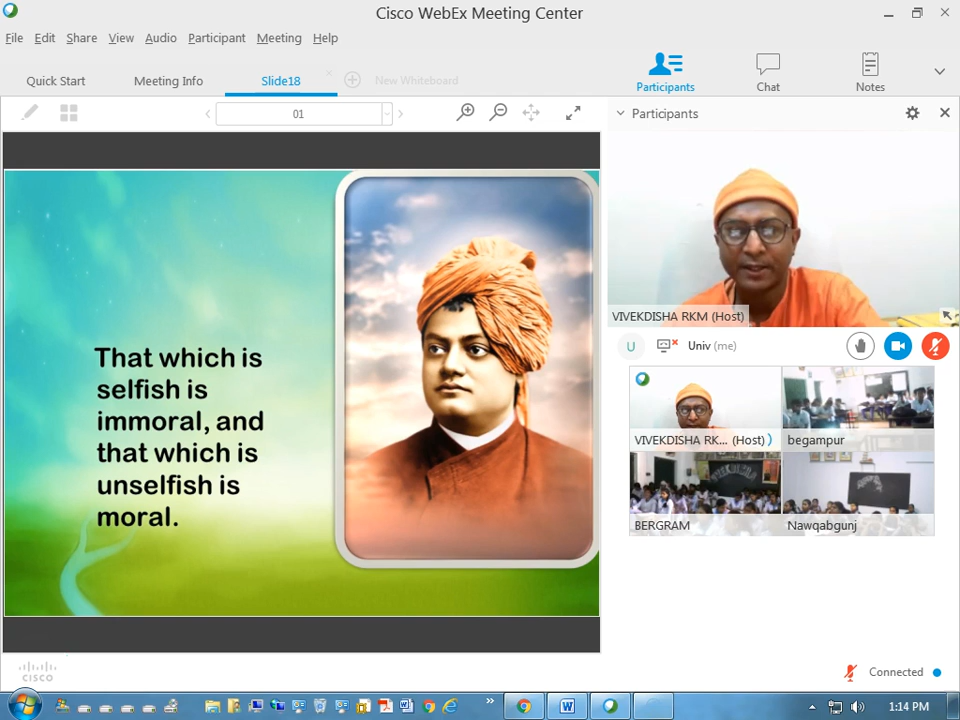 Cisco WebEx Meeting Center
File Edit Share View Audio Participant Meeting Help
Quick Start Meeting Info Slide18 New Whiteboard
Participants Chat Notes
01
Participants
That which is
selfish is
immoral, and
that which is
unselfish is
moral.
VIVEKDISHA RKM (Host)
U Univ (me)
VIVEKDISHA RK... (Host)
begampur
BERGRAM
Nawqabgunj
CISCO
Connected
1:14 PM